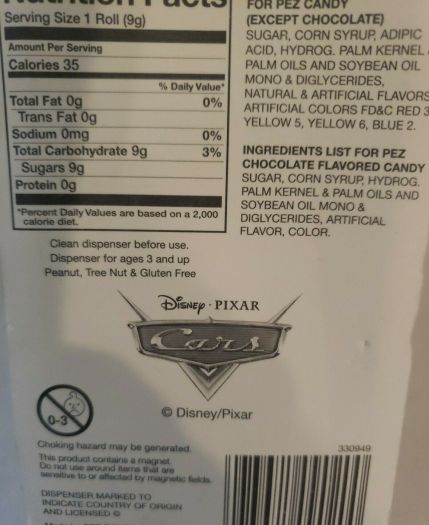 Nutrition Facts
Serving Size 1 Roll (9g)
Amount Per Serving
Calories 35
% Daily Value*
Total Fat 0g 0%
Trans Fat 0g
Sodium 0mg 0%
Total Carbohydrate 9g 3%
Sugars 9g
Protein 0g
*Percent Daily Values are based on a 2,000
calorie diet.
Clean dispenser before use.
Dispenser for ages 3 and up
Peanut, Tree Nut & Gluten Free
FOR PEZ CANDY
(EXCEPT CHOCOLATE)
SUGAR, CORN SYRUP, ADIPIC
ACID, HYDROG. PALM KERNEL
PALM OILS AND SOYBEAN OIL
MONO & DIGLYCERIDES,
NATURAL & ARTIFICIAL FLAVORS
ARTIFICIAL COLORS FD&C RED 3
YELLOW 5, YELLOW 6, BLUE 2.
INGREDIENTS LIST FOR PEZ
CHOCOLATE FLAVORED CANDY
SUGAR, CORN SYRUP, HYDROG.
PALM KERNEL & PALM OILS AND
SOYBEAN OIL MONO &
DIGLYCERIDES, ARTIFICIAL
FLAVOR, COLOR.
Disney · PIXAR
Cars
© Disney/Pixar
0-3
Choking hazard may be generated.
This product contains a magnet.
Do not use around items that are
sensitive to or affected by magnetic fields.
DISPENSER MARKED TO
INDICATE COUNTRY OF ORIGIN
AND LICENSED ©
330949